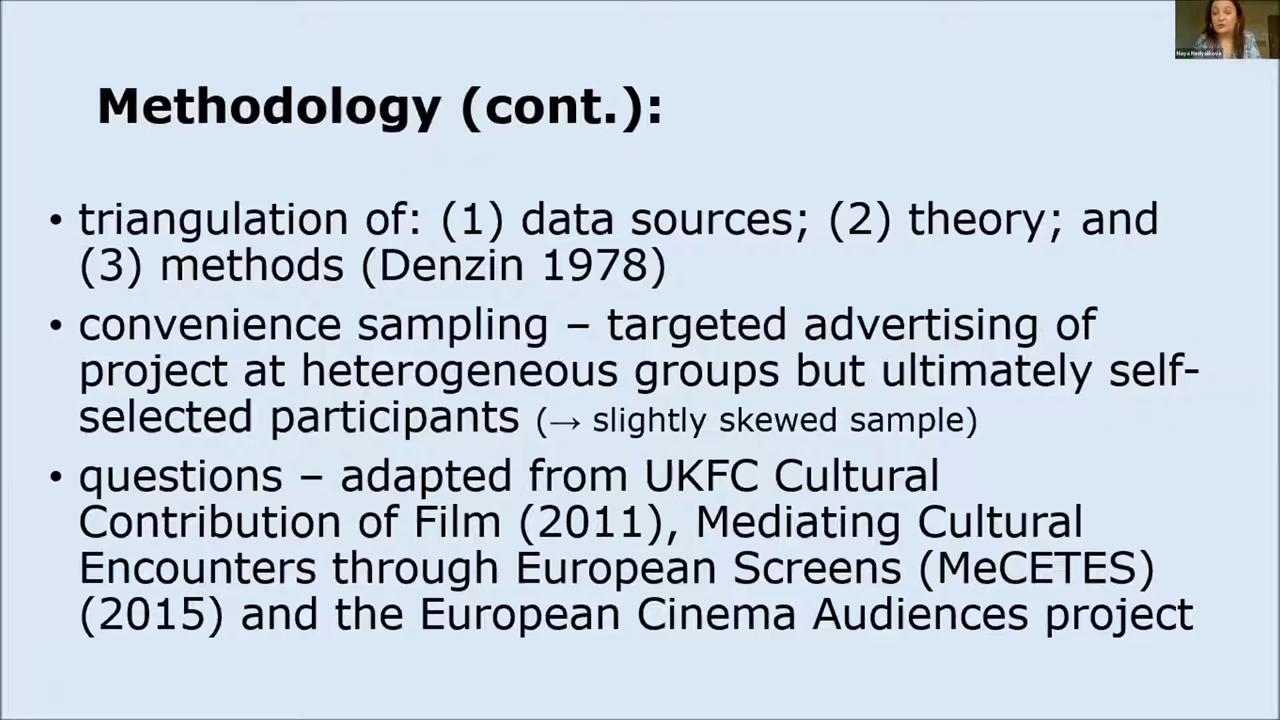 Maya Nedyalkova
Methodology (cont.):
• triangulation of: (1) data sources; (2) theory; and
(3) methods (Denzin 1978)
• convenience sampling – targeted advertising of
project at heterogeneous groups but ultimately self-
selected participants (→ slightly skewed sample)
• questions – adapted from UKFC Cultural
Contribution of Film (2011), Mediating Cultural
Encounters through European Screens (MeCETES)
(2015) and the European Cinema Audiences project